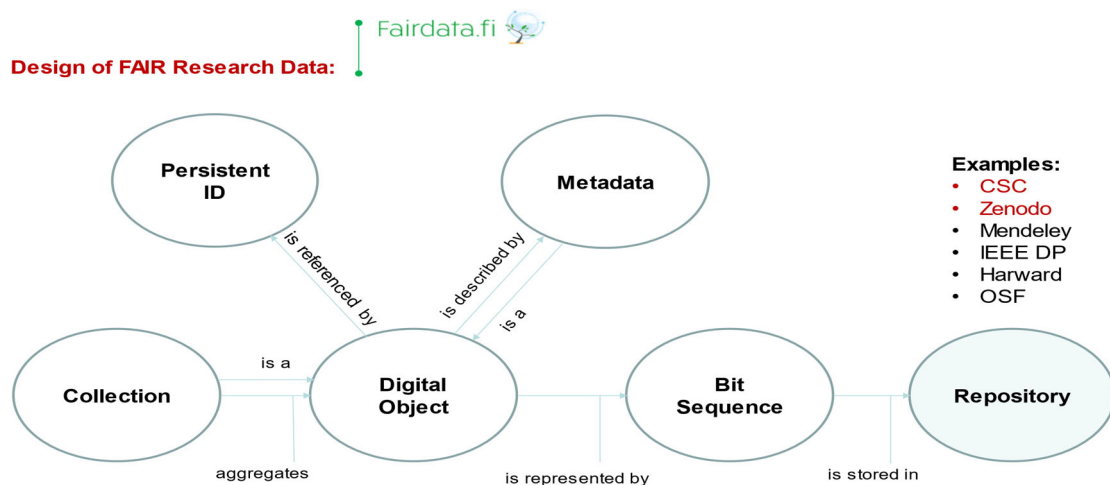 Fairdata.fi
Design of FAIR Research Data:
Persistent
ID
Metadata
Examples:
• CSC
• Zenodo
• Mendeley
• IEEE DP
• Harward
• OSF
is referenced by
is described by
is a
Collection
is a
aggregates
Digital
Object
is represented by
Bit
Sequence
is stored in
Repository